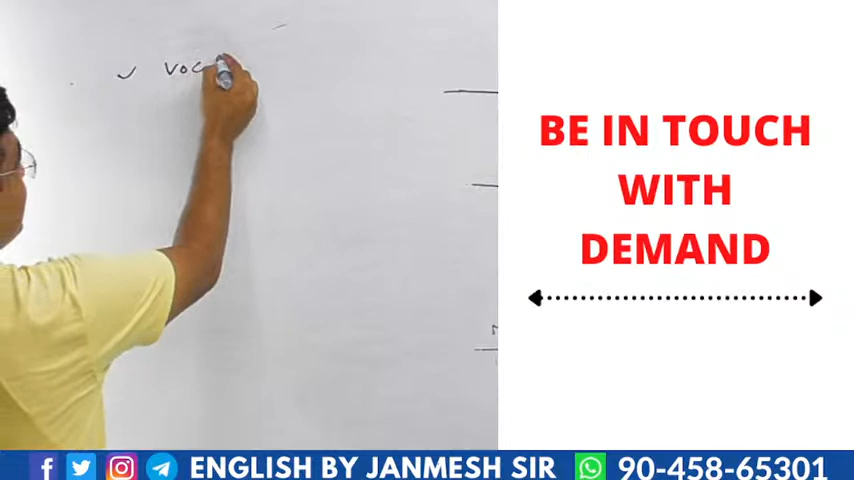 ✓ voc
BE IN TOUCH
WITH
DEMAND
ENGLISH BY JANMESH SIR 90-458-65301